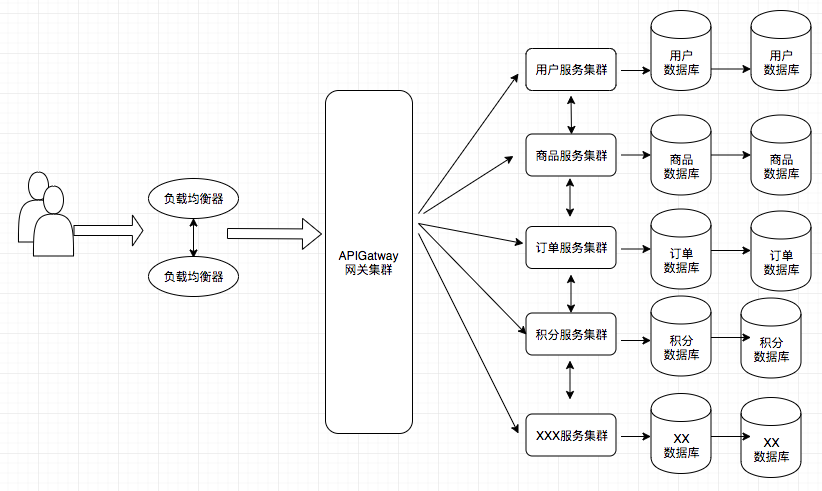 负载均衡器
负载均衡器
APIGatway
网关集群
用户服务集群
用户
数据库
用户
数据库
商品服务集群
商品
数据库
商品
数据库
订单服务集群
订单
数据库
订单
数据库
积分服务集群
积分
数据库
积分
数据库
XXX服务集群
XX
数据库
XX
数据库